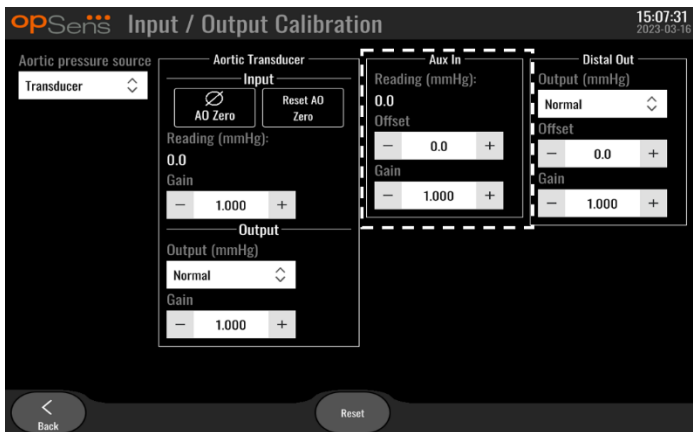 opSens Input / Output Calibration
15:07:31
2023-03-16
Aortic pressure source
Transducer
Aortic Transducer
Input
AO Zero
Reset AO
Zero
Reading (mmHg):
0.0
Gain
− 1.000 +
Output
Output (mmHg)
Normal
Gain
− 1.000 +
Aux In
Reading (mmHg):
0.0
Offset
− 0.0 +
Gain
− 1.000 +
Distal Out
Output (mmHg)
Normal
Offset
− 0.0 +
Gain
− 1.000 +
Back
Reset